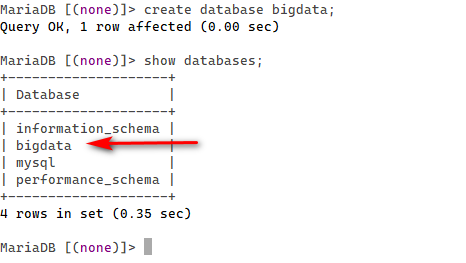 MariaDB [(none)]> create database bigdata;
Query OK, 1 row affected (0.00 sec)
MariaDB [(none)]> show databases;
+--------------------+
| Database           |
+--------------------+
| information_schema |
| bigdata            |
| mysql              |
| performance_schema |
+--------------------+
4 rows in set (0.35 sec)
MariaDB [(none)]>